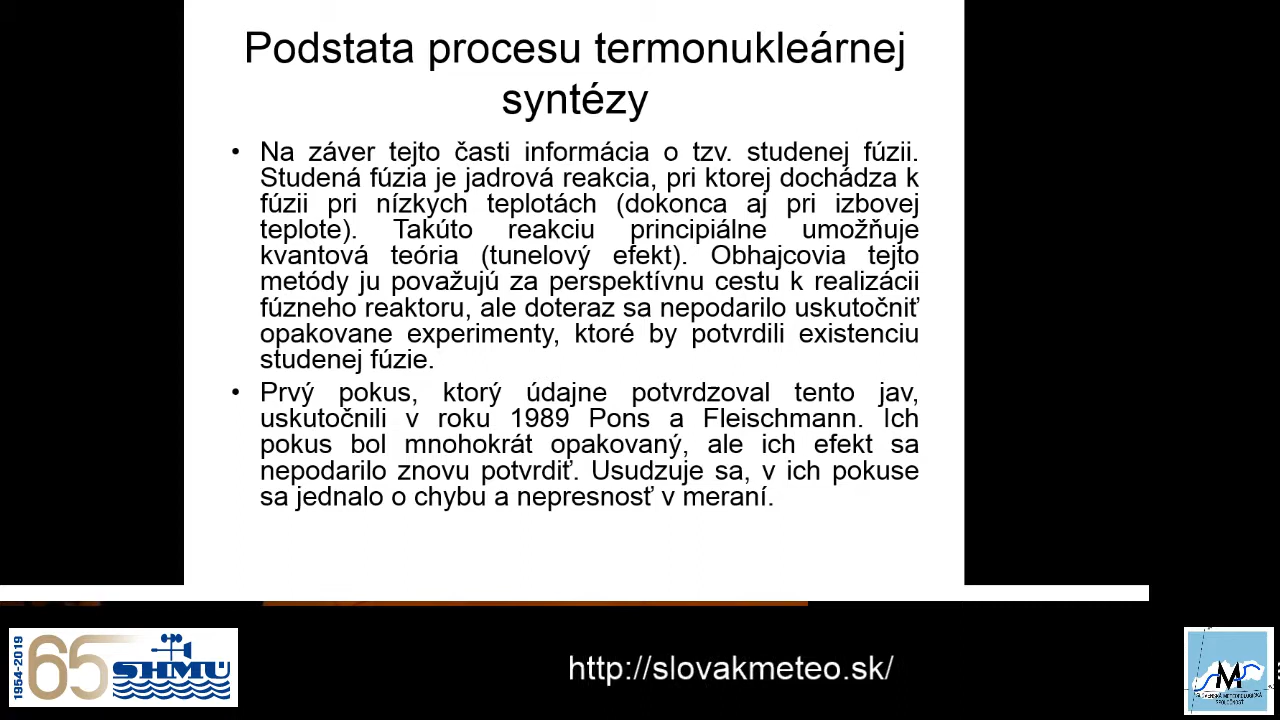 Podstata procesu termonukleárnej
syntézy
• Na záver tejto časti informácia o tzv. studenej fúzii.
Studená fúzia je jadrová reakcia, pri ktorej dochádza k
fúzii pri nízkych teplotách (dokonca aj pri izbovej
teplote). Takúto reakciu principiálne umožňuje
kvantová teória (tunelový efekt). Obhajcovia tejto
metódy ju považujú za perspektívnu cestu k realizácii
fúzneho reaktoru, ale doteraz sa nepodarilo uskutočniť
opakovane experimenty, ktoré by potvrdili existenciu
studenej fúzie.
• Prvý pokus, ktorý údajne potvrdzoval tento jav,
uskutočnili v roku 1989 Pons a Fleischmann. Ich
pokus bol mnohokrát opakovaný, ale ich efekt sa
nepodarilo znovu potvrdiť. Usudzuje sa, v ich pokuse
sa jednalo o chybu a nepresnosť v meraní.
1954-2019
65
SHMU
http://slovakmeteo.sk/
M
SLOVENSKÁ METEOROLOGICKÁ
SPOLOČNOSŤ